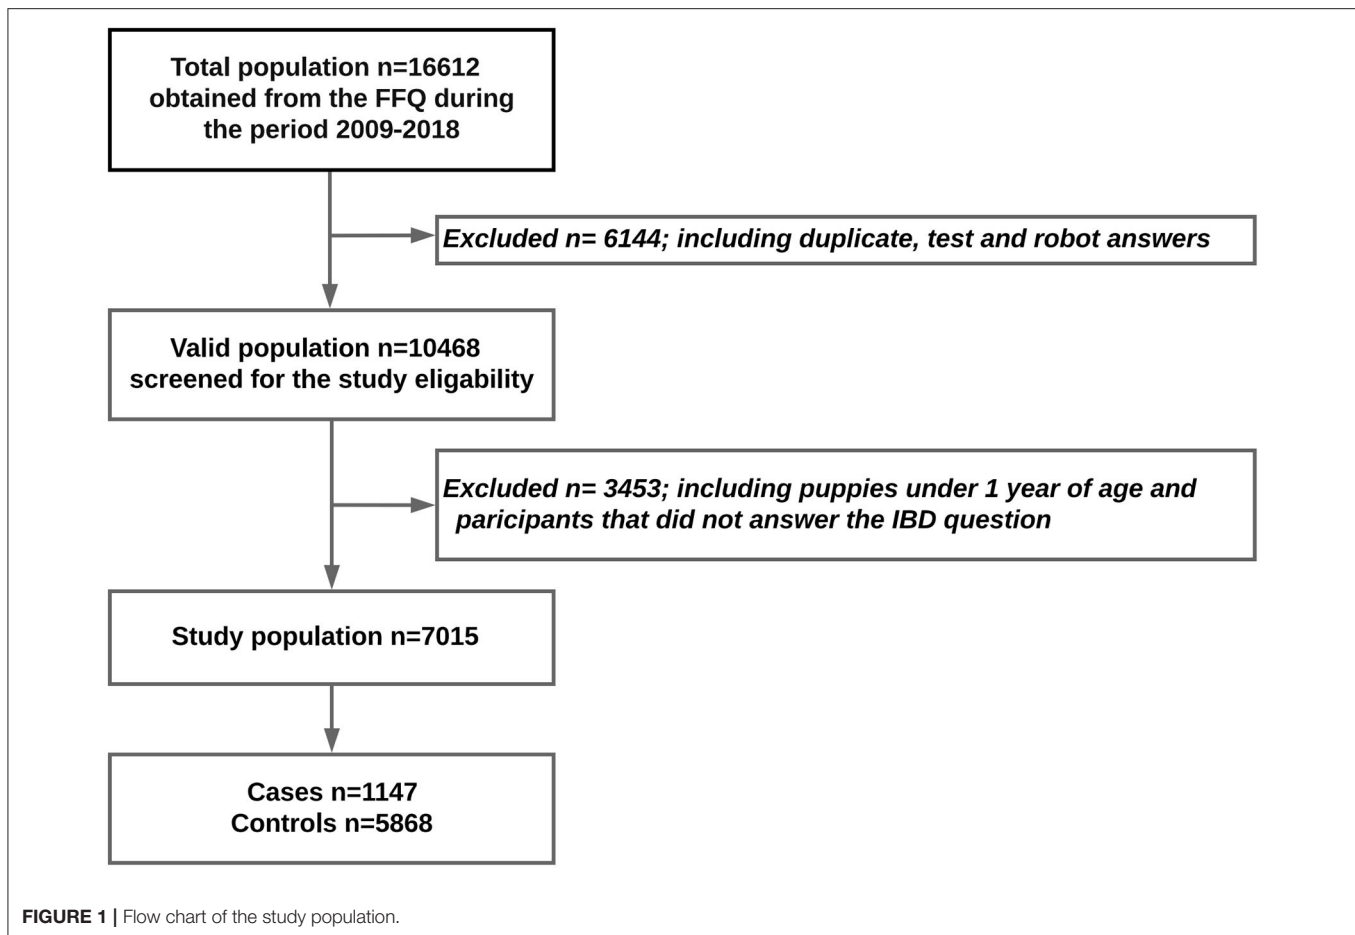 Total population n=16612
obtained from the FFQ during
the period 2009-2018
Excluded n= 6144; including duplicate, test and robot answers
Valid population n=10468
screened for the study eligability
Excluded n= 3453; including puppies under 1 year of age and
paricipants that did not answer the IBD question
Study population n=7015
Cases n=1147
Controls n=5868
FIGURE 1 | Flow chart of the study population.